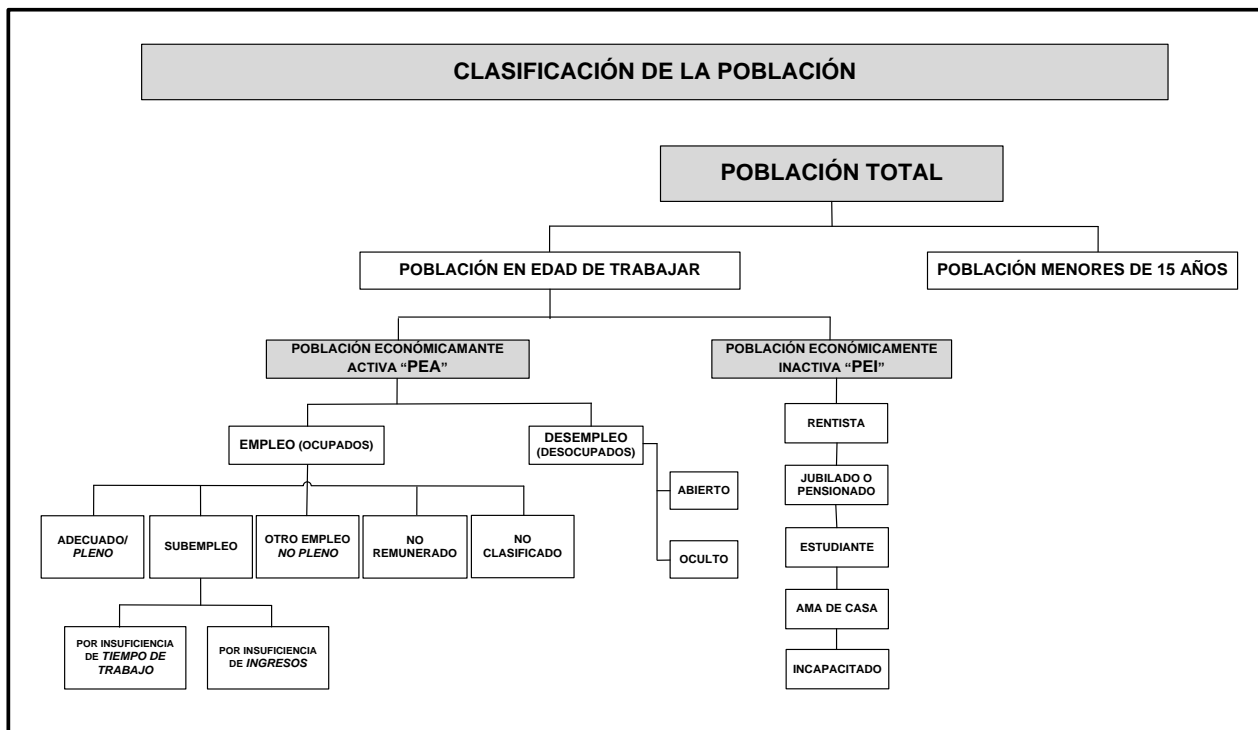 CLASIFICACIÓN DE LA POBLACIÓN
POBLACIÓN TOTAL
POBLACIÓN EN EDAD DE TRABAJAR
POBLACIÓN MENORES DE 15 AÑOS
POBLACIÓN ECONÓMICAMANTE
ACTIVA “PEA”
POBLACIÓN ECONÓMICAMENTE
INACTIVA “PEI”
EMPLEO (OCUPADOS)
DESEMPLEO
(DESOCUPADOS)
ABIERTO
OCULTO
ADECUADO/
PLENO
SUBEMPLEO
OTRO EMPLEO
NO PLENO
NO
REMUNERADO
NO
CLASIFICADO
POR INSUFICIENCIA
DE TIEMPO DE
TRABAJO
POR INSUFICIENCIA
DE INGRESOS
RENTISTA
JUBILADO O
PENSIONADO
ESTUDIANTE
AMA DE CASA
INCAPACITADO